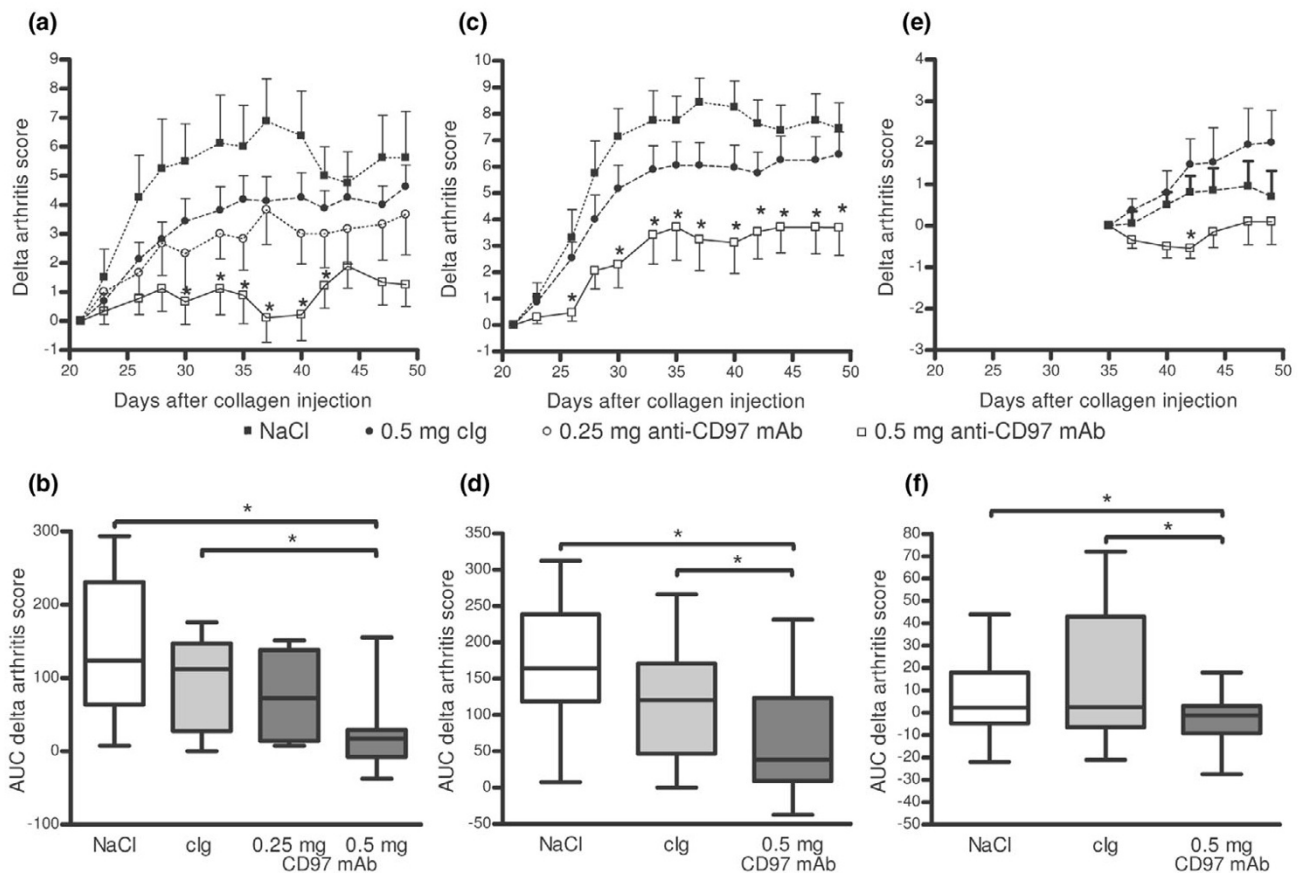 (a)
Delta arthritis score
9
8
7
6
5
4
3
2
1
0
-1
20 25 30 35 40 45 50
Days after collagen injection
* * * * * *
(c)
Delta arthritis score
10
9
8
7
6
5
4
3
2
1
0
-1
20 25 30 35 40 45 50
Days after collagen injection
* * * * * * * * * *
(e)
Delta arthritis score
4
3
2
1
0
-1
-2
-3
20 25 30 35 40 45 50
Days after collagen injection
*
NaCl 0.5 mg cIg 0.25 mg anti-CD97 mAb 0.5 mg anti-CD97 mAb
(b)
AUC delta arthritis score
300
200
100
0
-100
*
*
NaCl cIg 0.25 mg 0.5 mg
CD97 mAb
(d)
AUC delta arthritis score
350
300
250
200
150
100
50
0
-50
*
*
NaCl cIg 0.5 mg
CD97 mAb
(f)
AUC delta arthritis score
80
70
60
50
40
30
20
10
0
-10
-20
-30
-40
-50
*
*
NaCl cIg 0.5 mg
CD97 mAb